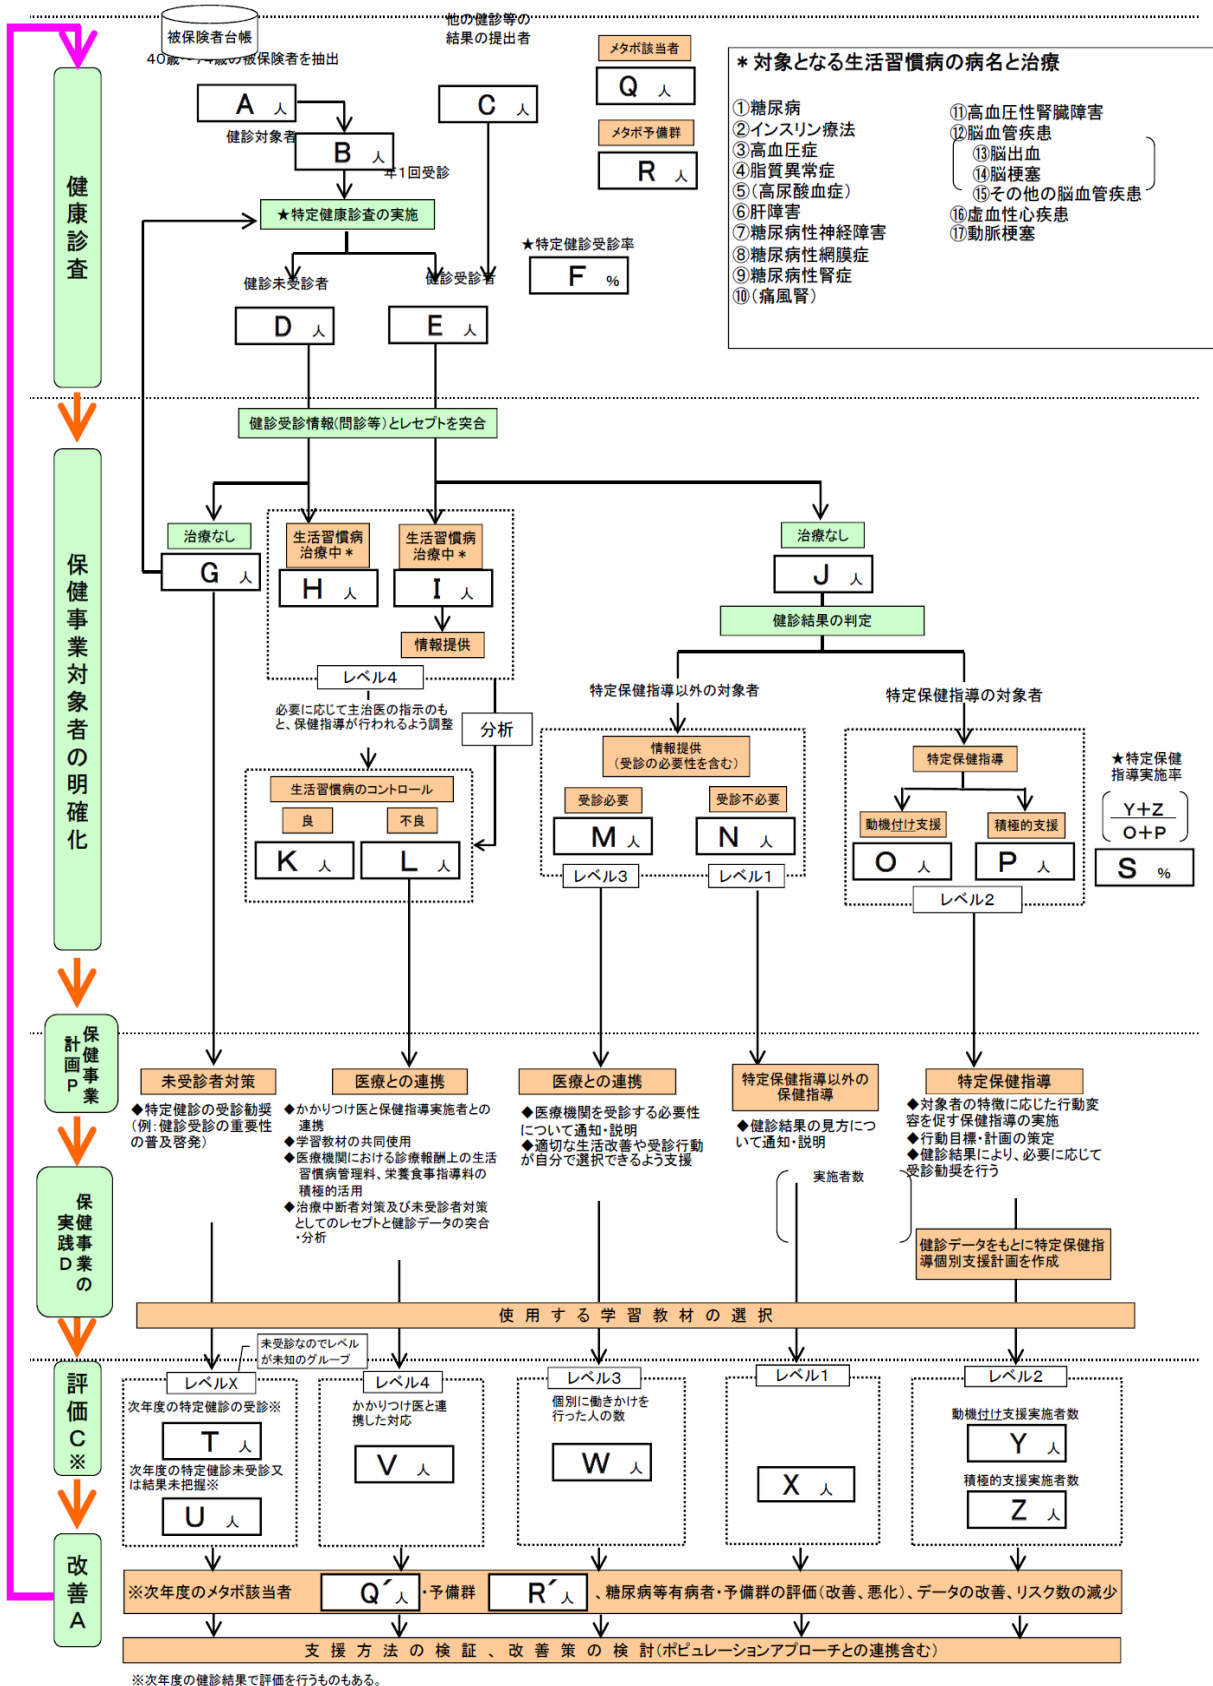 被保険者台帳
40歳～74歳の被保険者を抽出
A 人
健診対象者
B 人
年1回受診
他の健診等の
結果の提出者
C 人
メタボ該当者
Q 人
メタボ予備群
R 人
*対象となる生活習慣病の病名と治療
①糖尿病
②インスリン療法
③高血圧症
④脂質異常症
⑤(高尿酸血症)
⑥肝障害
⑦糖尿病性神経障害
⑧糖尿病性網膜症
⑨糖尿病性腎症
⑩(痛風腎)
⑪高血圧性腎臓障害
⑫脳血管疾患
⑬脳出血
⑭脳梗塞
⑮その他の脳血管疾患
⑯虚血性心疾患
⑰動脈梗塞
健康診査
★特定健康診査の実施
★特定健診受診率
F %
健診未受診者
D 人
健診受診者
E 人
健診受診情報(問診等)とレセプトを突合
保健事業対象者の明確化
治療なし
G 人
生活習慣病
治療中*
H 人
生活習慣病
治療中*
I 人
情報提供
レベル4
治療なし
J 人
健診結果の判定
必要に応じて主治医の指示のも
と、保健指導が行われるよう調整
分析
生活習慣病のコントロール
良
不良
K 人
L 人
特定保健指導以外の対象者
情報提供
(受診の必要性を含む)
受診必要
受診不必要
M 人
N 人
レベル3
レベル1
特定保健指導の対象者
特定保健指導
動機付け支援
積極的支援
O 人
P 人
レベル2
★特定保健
指導実施率
Y+Z
O+P
S %
保健事業
計画P
未受診者対策
◆特定健診の受診勧奨
(例:健診受診の重要性
の普及啓発)
医療との連携
◆かかりつけ医と保健指導実施者との
連携
◆学習教材の共同使用
◆医療機関における診療報酬上の生活
習慣病管理料、栄養食事指導料の
積極的活用
◆治療中断者対策及び未受診者対策
としてのレセプトと健診データの突合
・分析
医療との連携
◆医療機関を受診する必要性
について通知・説明
◆適切な生活改善や受診行動
が自分で選択できるよう支援
特定保健指導以外の
保健指導
◆健診結果の見方につ
いて通知・説明
実施者数
特定保健指導
◆対象者の特徴に応じた行動変
容を促す保健指導の実施
◆行動目標・計画の策定
◆健診結果により、必要に応じて
受診勧奨を行う
健診データをもとに特定保健指
導個別支援計画を作成
保健事業の
実践D
使用する学習教材の選択
未受診なのでレベル
が未知のグループ
評価C※
レベルX
次年度の特定健診の受診※
T 人
次年度の特定健診未受診又
は結果未把握※
U 人
レベル4
かかりつけ医と連
携した対応
V 人
レベル3
個別に働きかけを
行った人の数
W 人
レベル1
X 人
レベル2
動機付け支援実施者数
Y 人
積極的支援実施者数
Z 人
改善A
※次年度のメタボ該当者 Q´人 ・予備群 R´人 、糖尿病等有病者・予備群の評価(改善、悪化)、データの改善、リスク数の減少
支援方法の検証、改善策の検討(ポピュレーションアプローチとの連携含む)
※次年度の健診結果で評価を行うものもある。